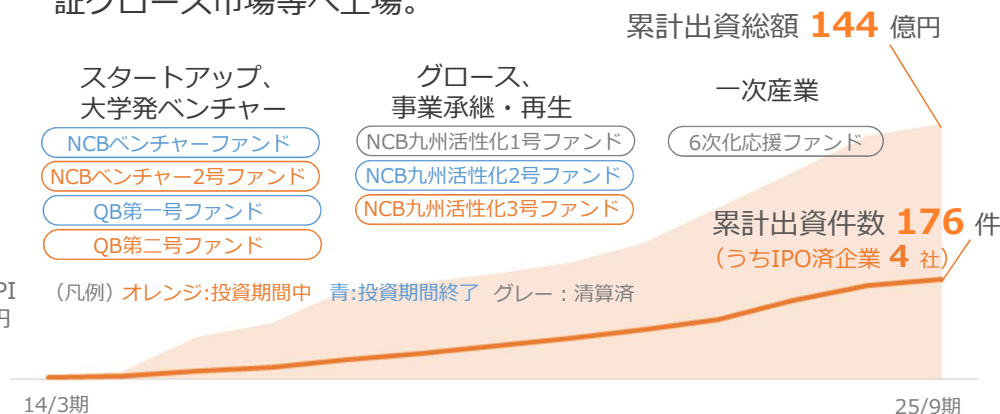 証グロース市場等へ上場。
累計出資総額 144 億円
スタートアップ、
大学発ベンチャー
NCBベンチャーファンド
NCBベンチャー2号ファンド
QB第一号ファンド
QB第二号ファンド
グロース、
事業承継・再生
NCB九州活性化1号ファンド
NCB九州活性化2号ファンド
NCB九州活性化3号ファンド
一次産業
6次化応援ファンド
累計出資件数 176 件
（うちIPO済企業 4 社）
PI
円
（凡例）オレンジ:投資期間中 青:投資期間終了 グレー：清算済
14/3期
25/9期